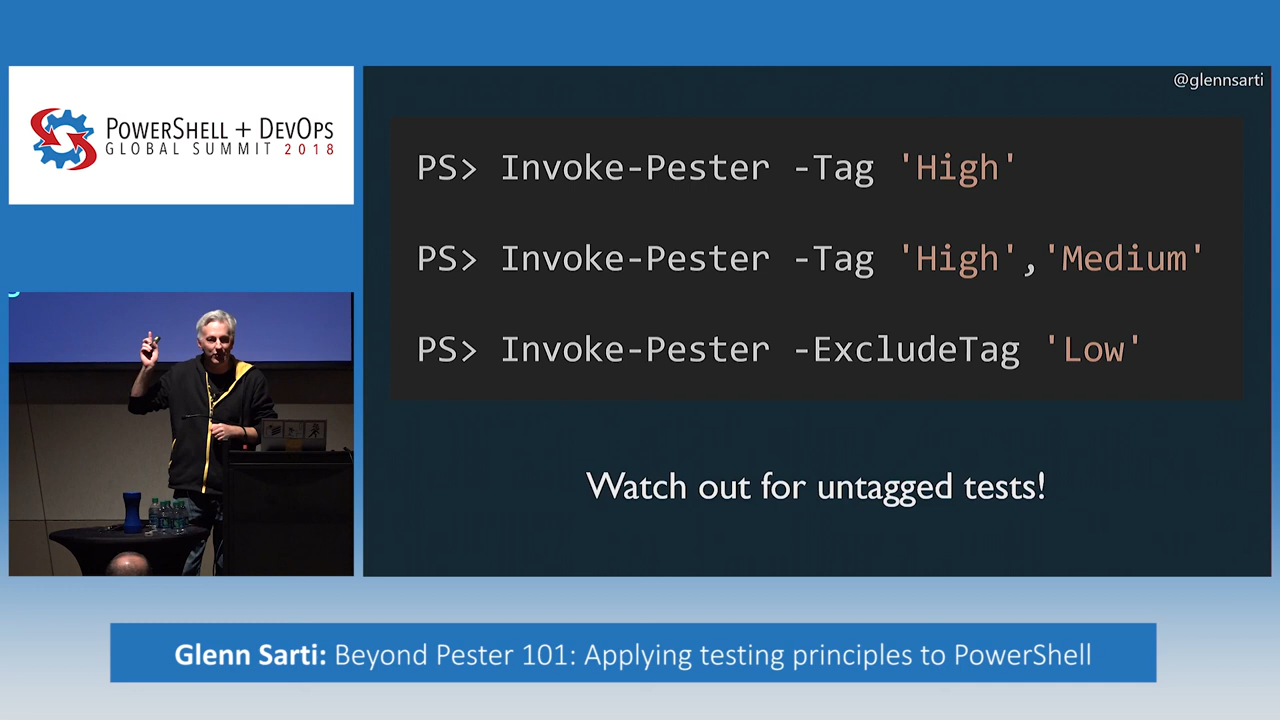 @glennsarti
POWERSHELL + DEVOPS
GLOBAL SUMMIT 2018
PS> Invoke-Pester -Tag 'High'
PS> Invoke-Pester -Tag 'High','Medium'
PS> Invoke-Pester -ExcludeTag 'Low'
Watch out for untagged tests!
Glenn Sarti: Beyond Pester 101: Applying testing principles to PowerShell